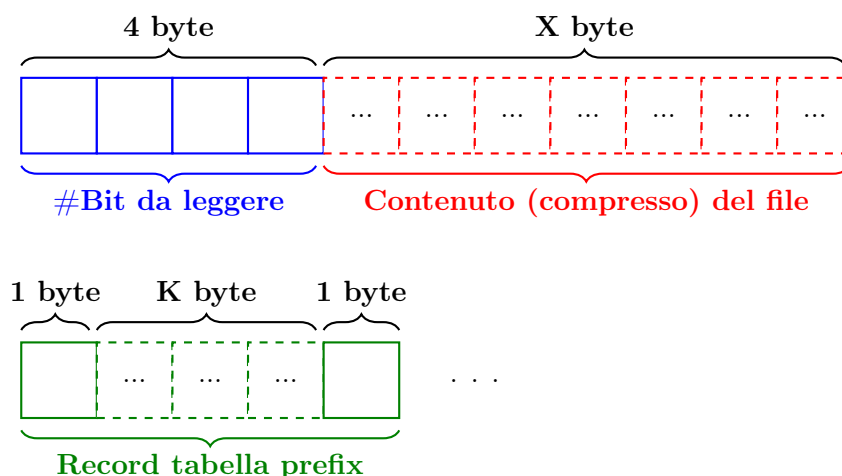 4 byte X byte
... ... ... ... ... ... ...
#Bit da leggere Contenuto (compresso) del file
1 byte K byte 1 byte
... ... ... . . .
Record tabella prefix